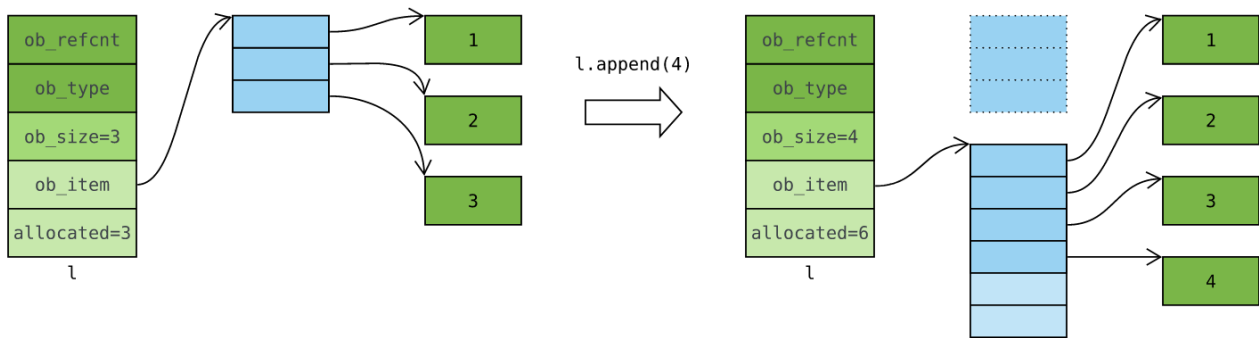 ob_refcnt
ob_type
ob_size=3
ob_item
allocated=3
l
1
2
3
l.append(4)
ob_refcnt
ob_type
ob_size=4
ob_item
allocated=6
l
1
2
3
4